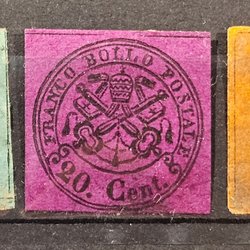 FRANCO BOLLO POSTALE
20. Cent.